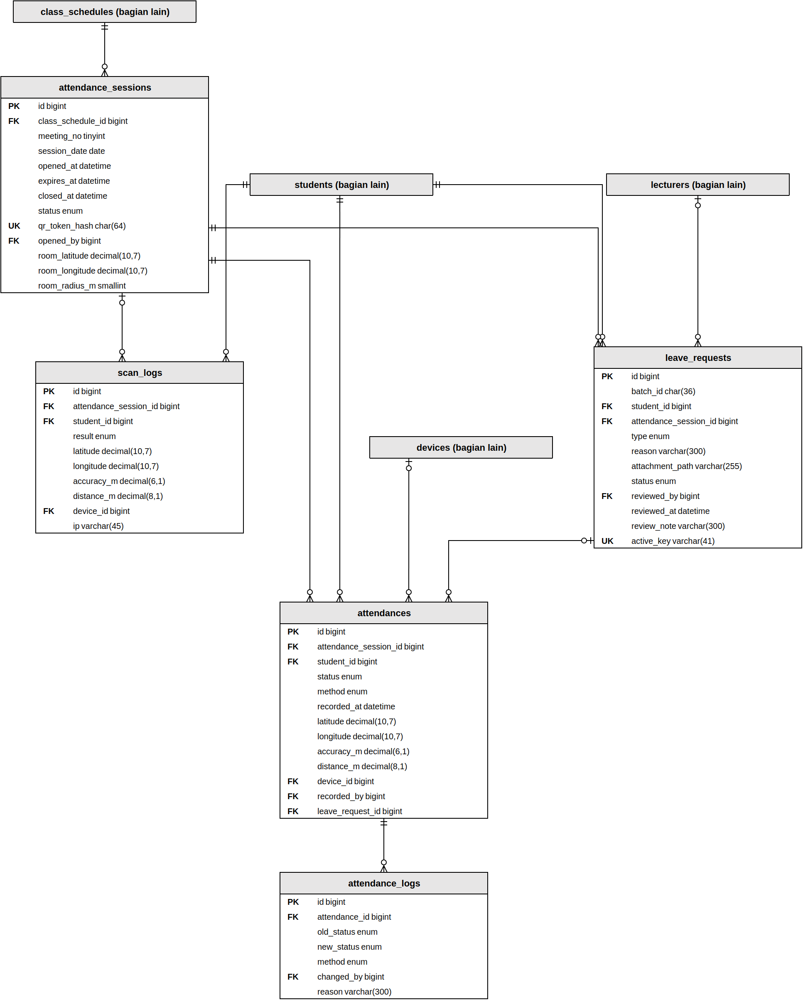 class_schedules (bagian lain)
attendance_sessions
PK id bigint
FK class_schedule_id bigint
meeting_no tinyint
session_date date
opened_at datetime
expires_at datetime
closed_at datetime
status enum
UK qr_token_hash char(64)
FK opened_by bigint
room_latitude decimal(10,7)
room_longitude decimal(10,7)
room_radius_m smallint
students (bagian lain)
lecturers (bagian lain)
scan_logs
PK id bigint
FK attendance_session_id bigint
FK student_id bigint
result enum
latitude decimal(10,7)
longitude decimal(10,7)
accuracy_m decimal(6,1)
distance_m decimal(8,1)
FK device_id bigint
ip varchar(45)
leave_requests
PK id bigint
batch_id char(36)
FK student_id bigint
FK attendance_session_id bigint
type enum
reason varchar(300)
attachment_path varchar(255)
status enum
FK reviewed_by bigint
reviewed_at datetime
review_note varchar(300)
UK active_key varchar(41)
devices (bagian lain)
attendances
PK id bigint
FK attendance_session_id bigint
FK student_id bigint
status enum
method enum
recorded_at datetime
latitude decimal(10,7)
longitude decimal(10,7)
accuracy_m decimal(6,1)
distance_m decimal(8,1)
FK device_id bigint
FK recorded_by bigint
FK leave_request_id bigint
attendance_logs
PK id bigint
FK attendance_id bigint
old_status enum
new_status enum
method enum
FK changed_by bigint
reason varchar(300)